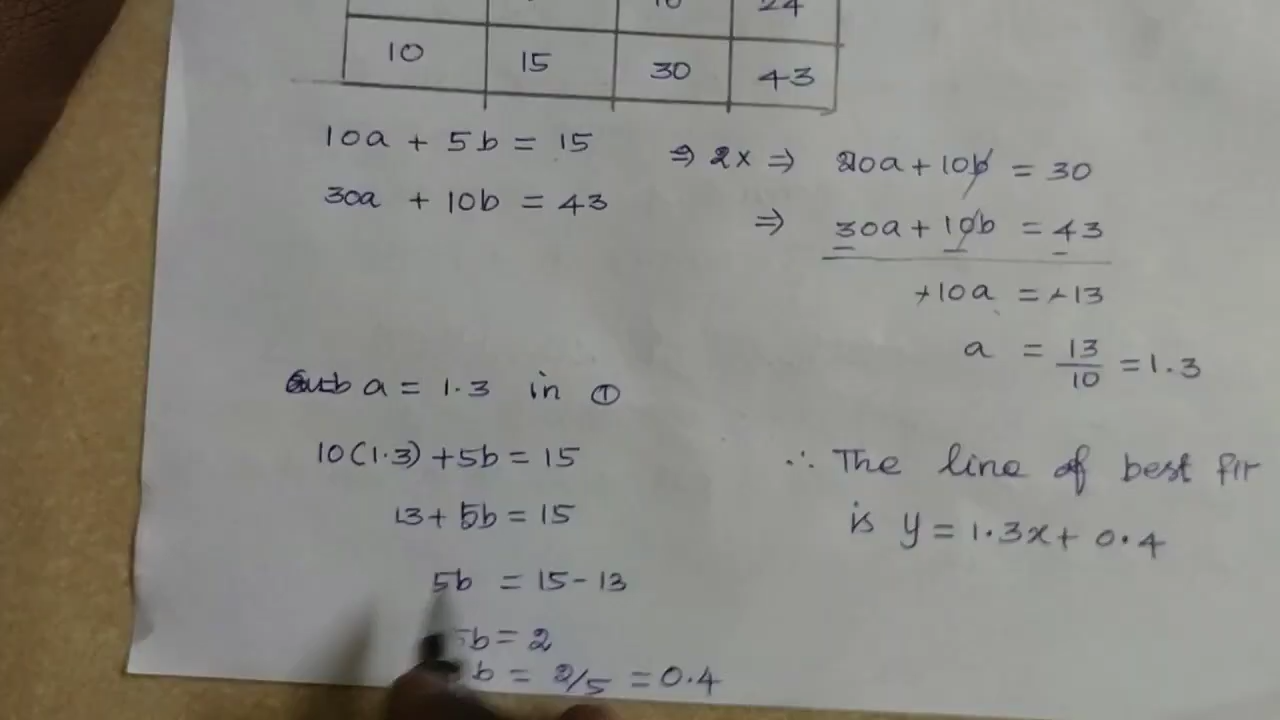 24
10 15 30 43
10a + 5b = 15 ⇒ 2x ⇒ 20a + 10b = 30
30a + 10b = 43 ⇒ 30a + 10b = 43
+10a = +13
a = 13/10 = 1.3
Sub a = 1.3 in ①
10(1.3) + 5b = 15
13 + 5b = 15
5b = 15 - 13
5b = 2
b = 2/5 = 0.4
∴ The line of best fit
is y = 1.3x + 0.4